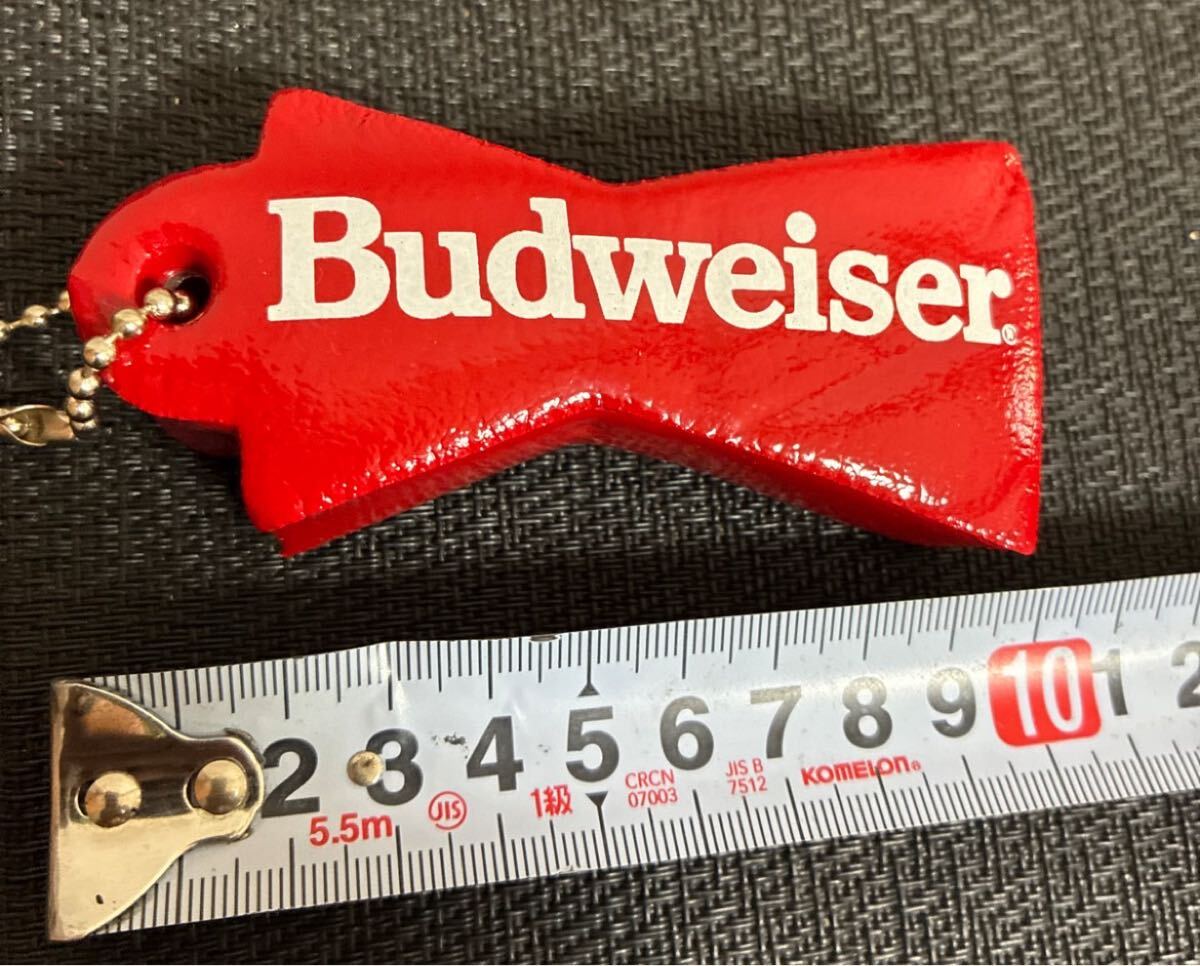 Budweiser®
2 3 4 5 6 7 8 9 10 1 2
5.5m JIS 1級 CRCN 07003 JIS B 7512 KOMELON®